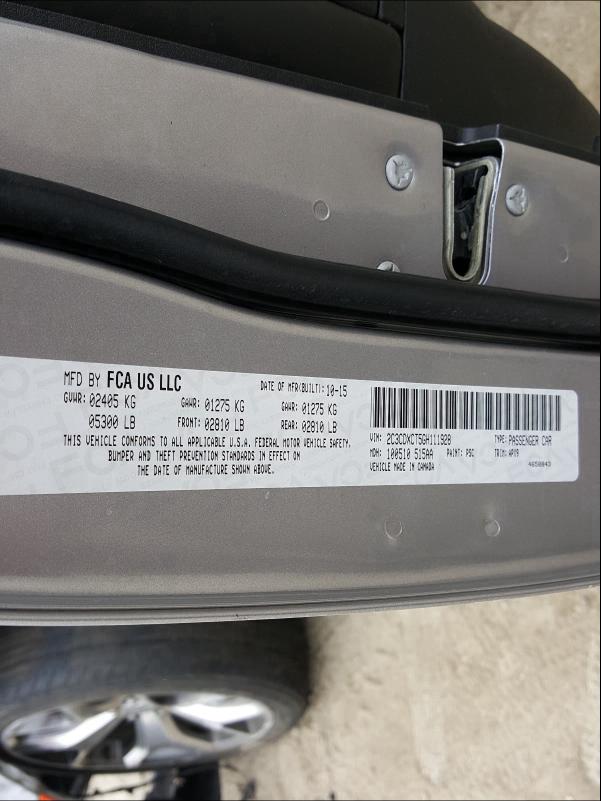 MFD BY FCA US LLC
DATE OF MFR(BUILT): 10-15
GVWR: 02405 KG GAWR: 01275 KG GAWR: 01275 KG
05300 LB FRONT: 02810 LB REAR: 02810 LB
THIS VEHICLE CONFORMS TO ALL APPLICABLE U.S.A. FEDERAL MOTOR VEHICLE SAFETY,
BUMPER AND THEFT PREVENTION STANDARDS IN EFFECT ON
THE DATE OF MANUFACTURE SHOWN ABOVE.
VIN: 2C3CDXCT5GH111928 TYPE: PASSENGER CAR
MDH: 100510 515AA PAINT: PSC TRIM: APX9
VEHICLE MADE IN CANADA 4650843